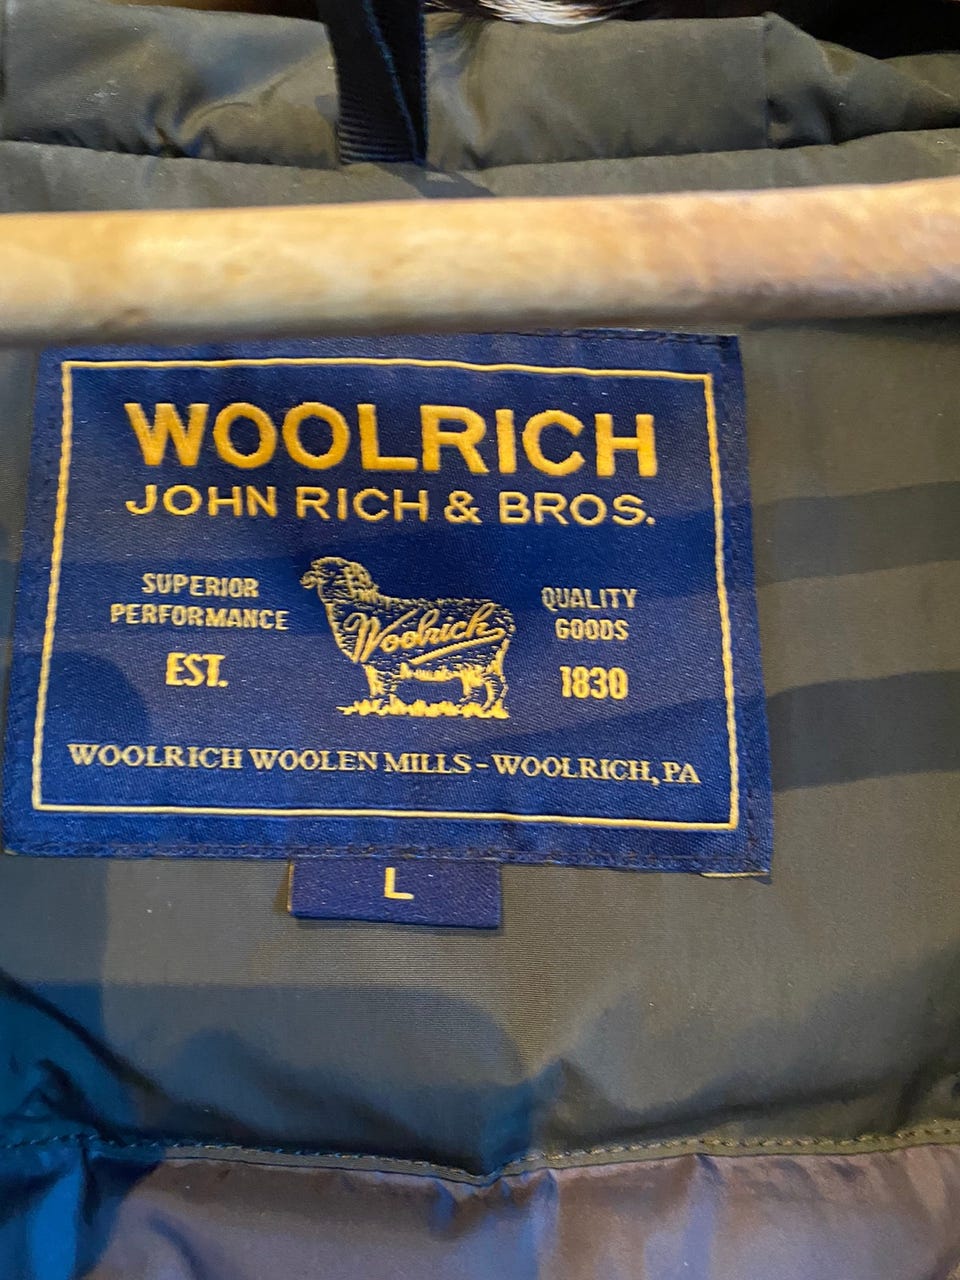 WOOLRICH
JOHN RICH & BROS.
SUPERIOR
PERFORMANCE
EST.
Woolrich
QUALITY
GOODS
1830
WOOLRICH WOOLEN MILLS - WOOLRICH, PA
L